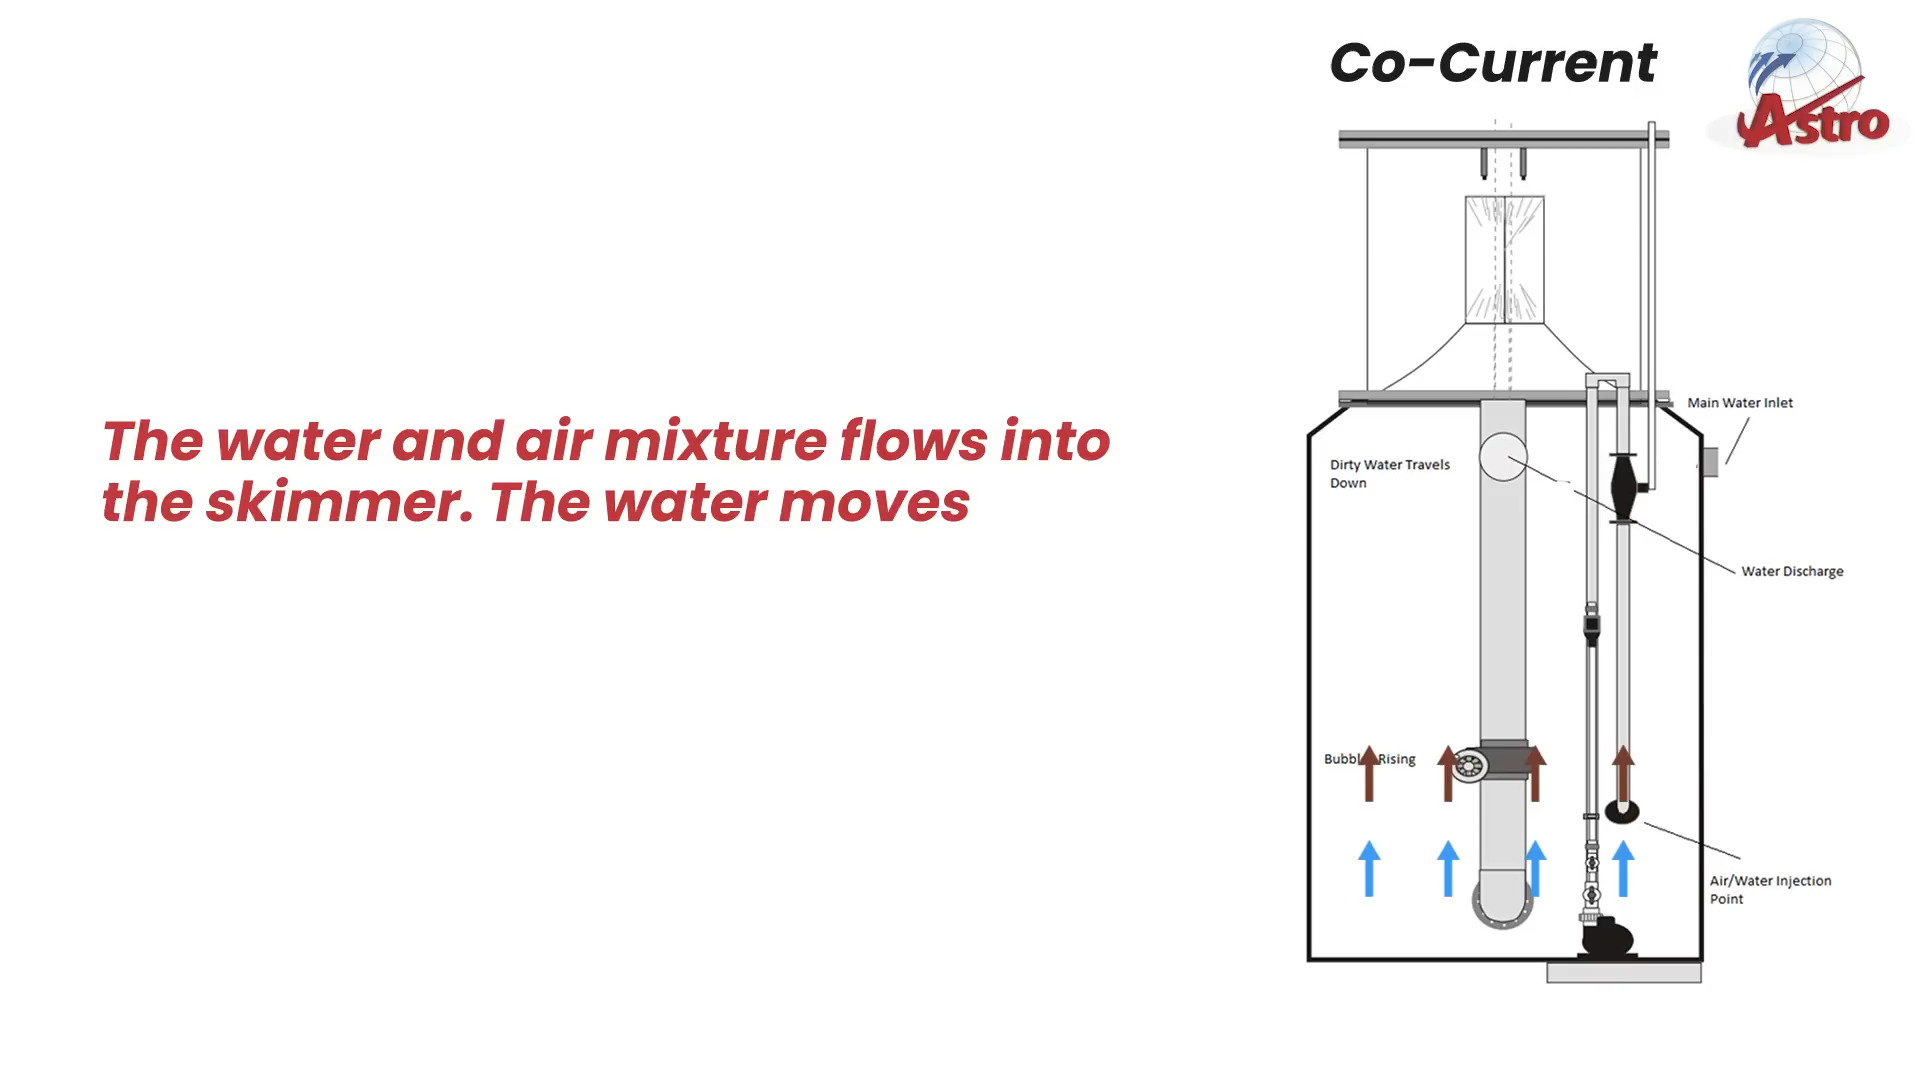 Co-Current
Astro
The water and air mixture flows into
the skimmer. The water moves
Main Water Inlet
Dirty Water Travels
Down
Water Discharge
Rising
Air/Water Injection
Point